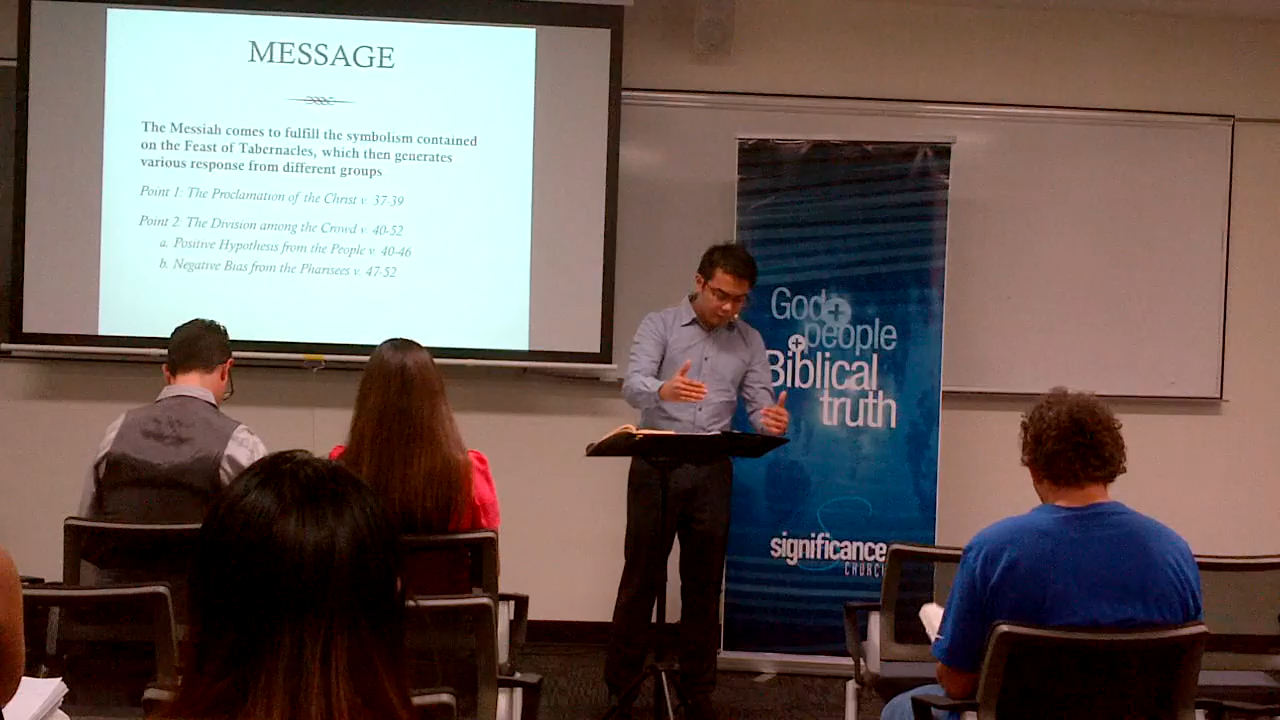 MESSAGE
The Messiah comes to fulfill the symbolism contained
on the Feast of Tabernacles, which then generates
various response from different groups
Point 1: The Proclamation of the Christ v. 37-39
Point 2: The Division among the Crowd v. 40-52
a. Positive Hypothesis from the People v. 40-46
b. Negative Bias from the Pharisees v. 47-52
God+
people
+Biblical
truth
significance
CHURC